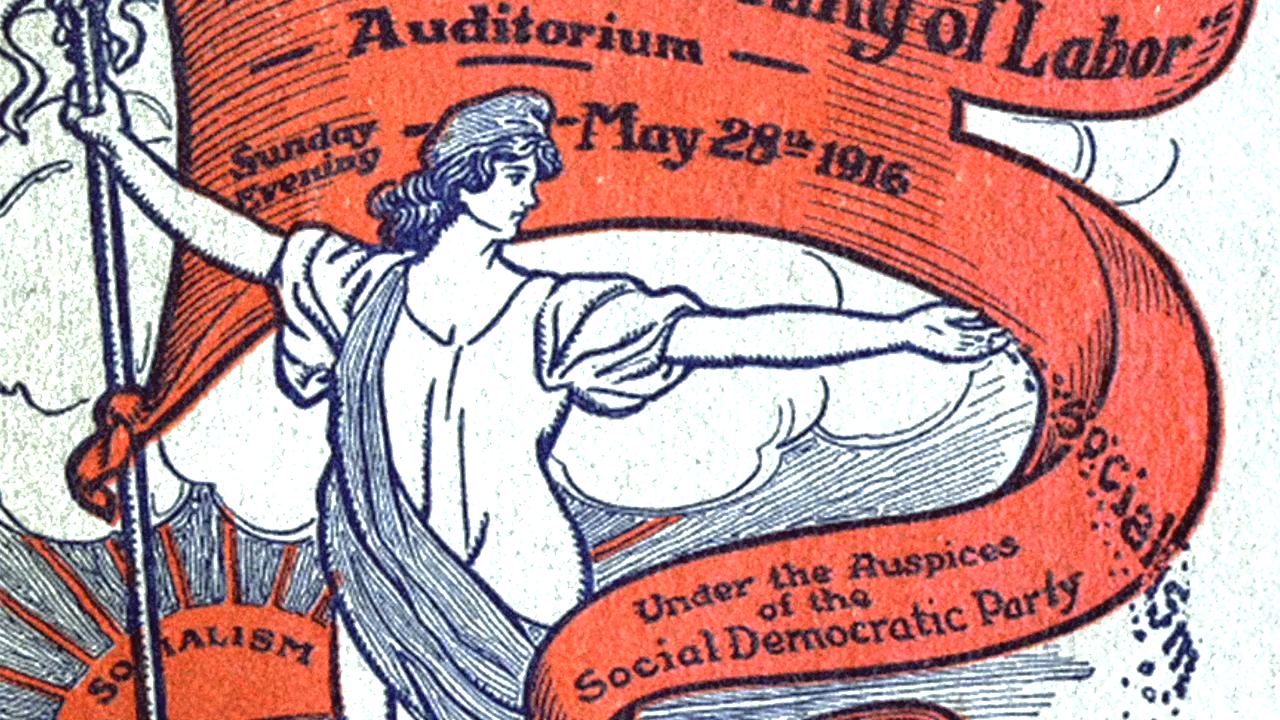 of Labor"
Auditorium
Sunday
Evening
May 28th 1916
Socialism
Under the Auspices
of the
Social Democratic Party
SOCIALISM